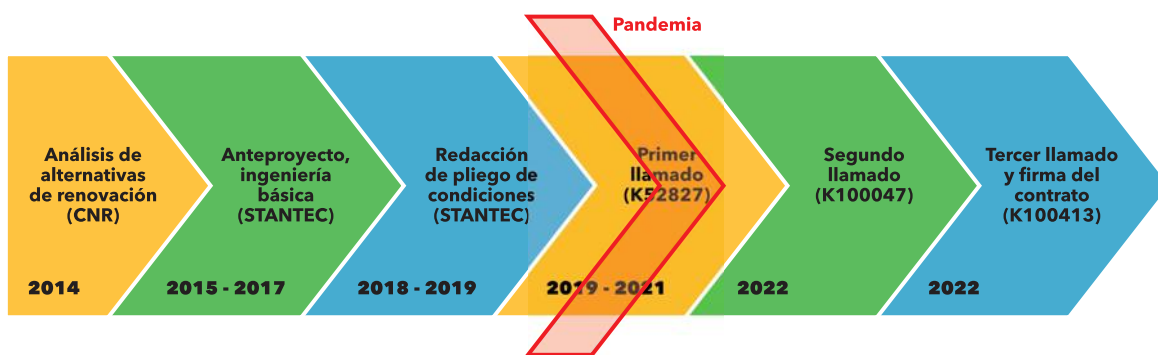 Pandemia
Análisis de
alternativas
de renovación
(CNR)
2014
Anteproyecto,
ingeniería
básica
(STANTEC)
2015 - 2017
Redacción
de pliego de
condiciones
(STANTEC)
2018 - 2019
Primer
llamado
(K52827)
2019 - 2021
Segundo
llamado
(K100047)
2022
Tercer llamado
y firma del
contrato
(K100413)
2022